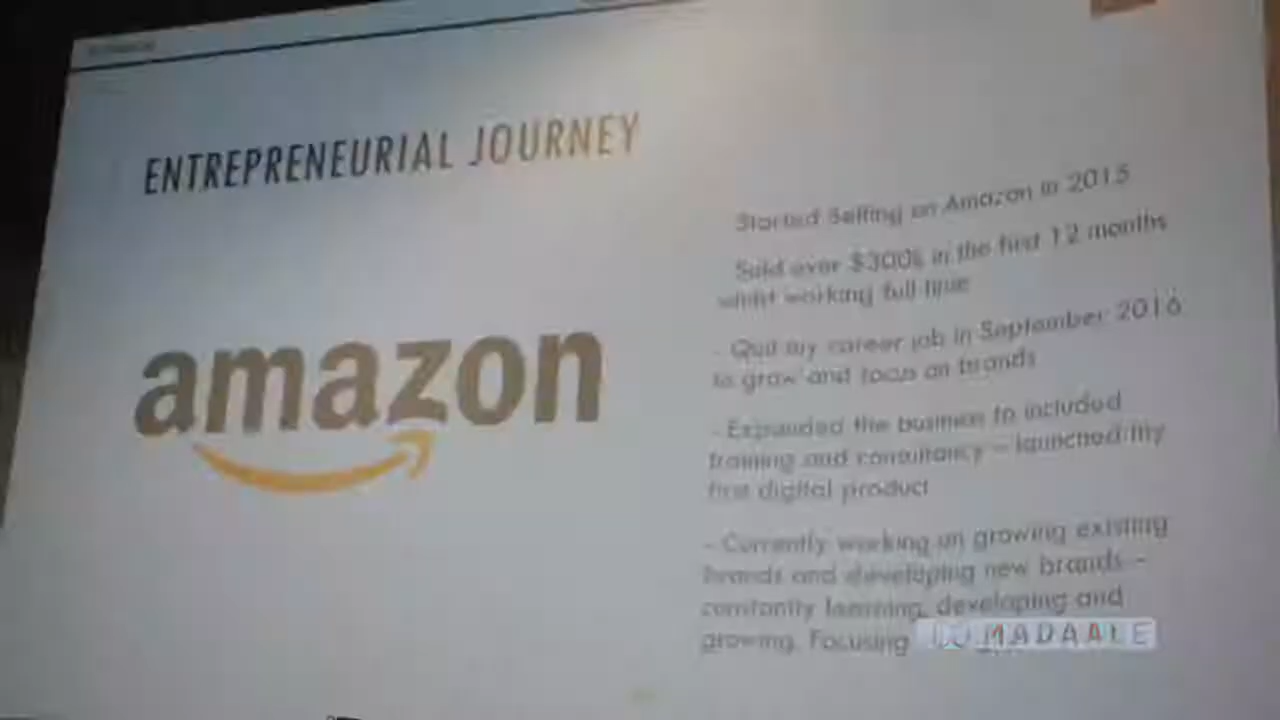 ENTREPRENEURIAL JOURNEY
amazon
Started Selling on Amazon in 2015
Sold over $300k in the first 12 months
whilst working full time
- Quit my career job in September 2016
to grow and focus on brands
- Expanded the business to included
training and consultancy – launched my
first digital product
- Currently working on growing existing
brands and developing new brands –
constantly learning, developing and
growing. Focusing
MADAALE